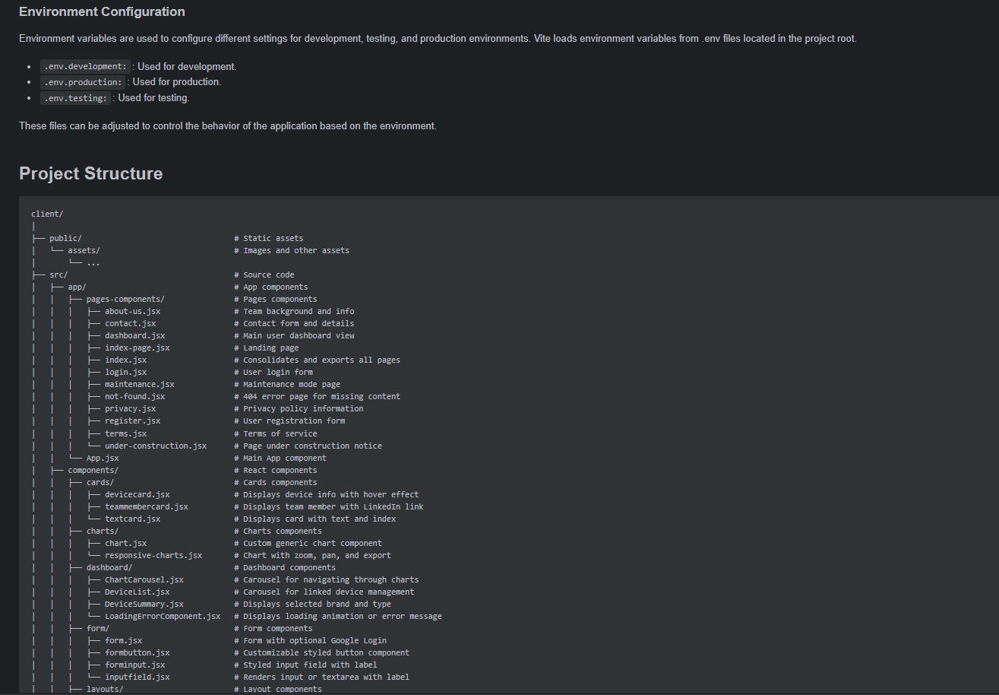 Environment Configuration
Environment variables are used to configure different settings for development, testing, and production environments. Vite loads environment variables from .env files located in the project root.
• .env.development: : Used for development.
• .env.production: : Used for production.
• .env.testing: : Used for testing.
These files can be adjusted to control the behavior of the application based on the environment.
Project Structure
client/
│
├── public/                                 # Static assets
│   └── assets/                             # Images and other assets
│       └── ...
├── src/                                    # Source code
│   ├── app/                                # App components
│   │   ├── pages-components/               # Pages components
│   │   │   ├── about-us.jsx                # Team background and info
│   │   │   ├── contact.jsx                 # Contact form and details
│   │   │   ├── dashboard.jsx               # Main user dashboard view
│   │   │   ├── index-page.jsx              # Landing page
│   │   │   ├── index.jsx                   # Consolidates and exports all pages
│   │   │   ├── login.jsx                   # User login form
│   │   │   ├── maintenance.jsx             # Maintenance mode page
│   │   │   ├── not-found.jsx               # 404 error page for missing content
│   │   │   ├── privacy.jsx                 # Privacy policy information
│   │   │   ├── register.jsx                # User registration form
│   │   │   ├── terms.jsx                   # Terms of service
│   │   │   └── under-construction.jsx      # Page under construction notice
│   │   └── App.jsx                         # Main App component
│   ├── components/                         # React components
│   │   ├── cards/                          # Cards components
│   │   │   ├── devicecard.jsx              # Displays device info with hover effect
│   │   │   ├── teammembercard.jsx          # Displays team member with LinkedIn link
│   │   │   └── textcard.jsx                # Displays card with text and index
│   │   ├── charts/                         # Charts components
│   │   │   ├── chart.jsx                   # Custom generic chart component
│   │   │   └── responsive-charts.jsx       # Chart with zoom, pan, and export
│   │   ├── dashboard/                      # Dashboard components
│   │   │   ├── ChartCarousel.jsx           # Carousel for navigating through charts
│   │   │   ├── DeviceList.jsx              # Carousel for linked device management
│   │   │   ├── DeviceSummary.jsx           # Displays selected brand and type
│   │   │   └── LoadingErrorComponent.jsx   # Displays loading animation or error message
│   │   ├── form/                           # Form components
│   │   │   ├── form.jsx                    # Form with optional Google Login
│   │   │   ├── formbutton.jsx              # Customizable styled button component
│   │   │   ├── forminput.jsx               # Styled input field with label
│   │   │   └── inputfield.jsx              # Renders input or textarea with label
│   │   ├── layouts/                        # Layout components